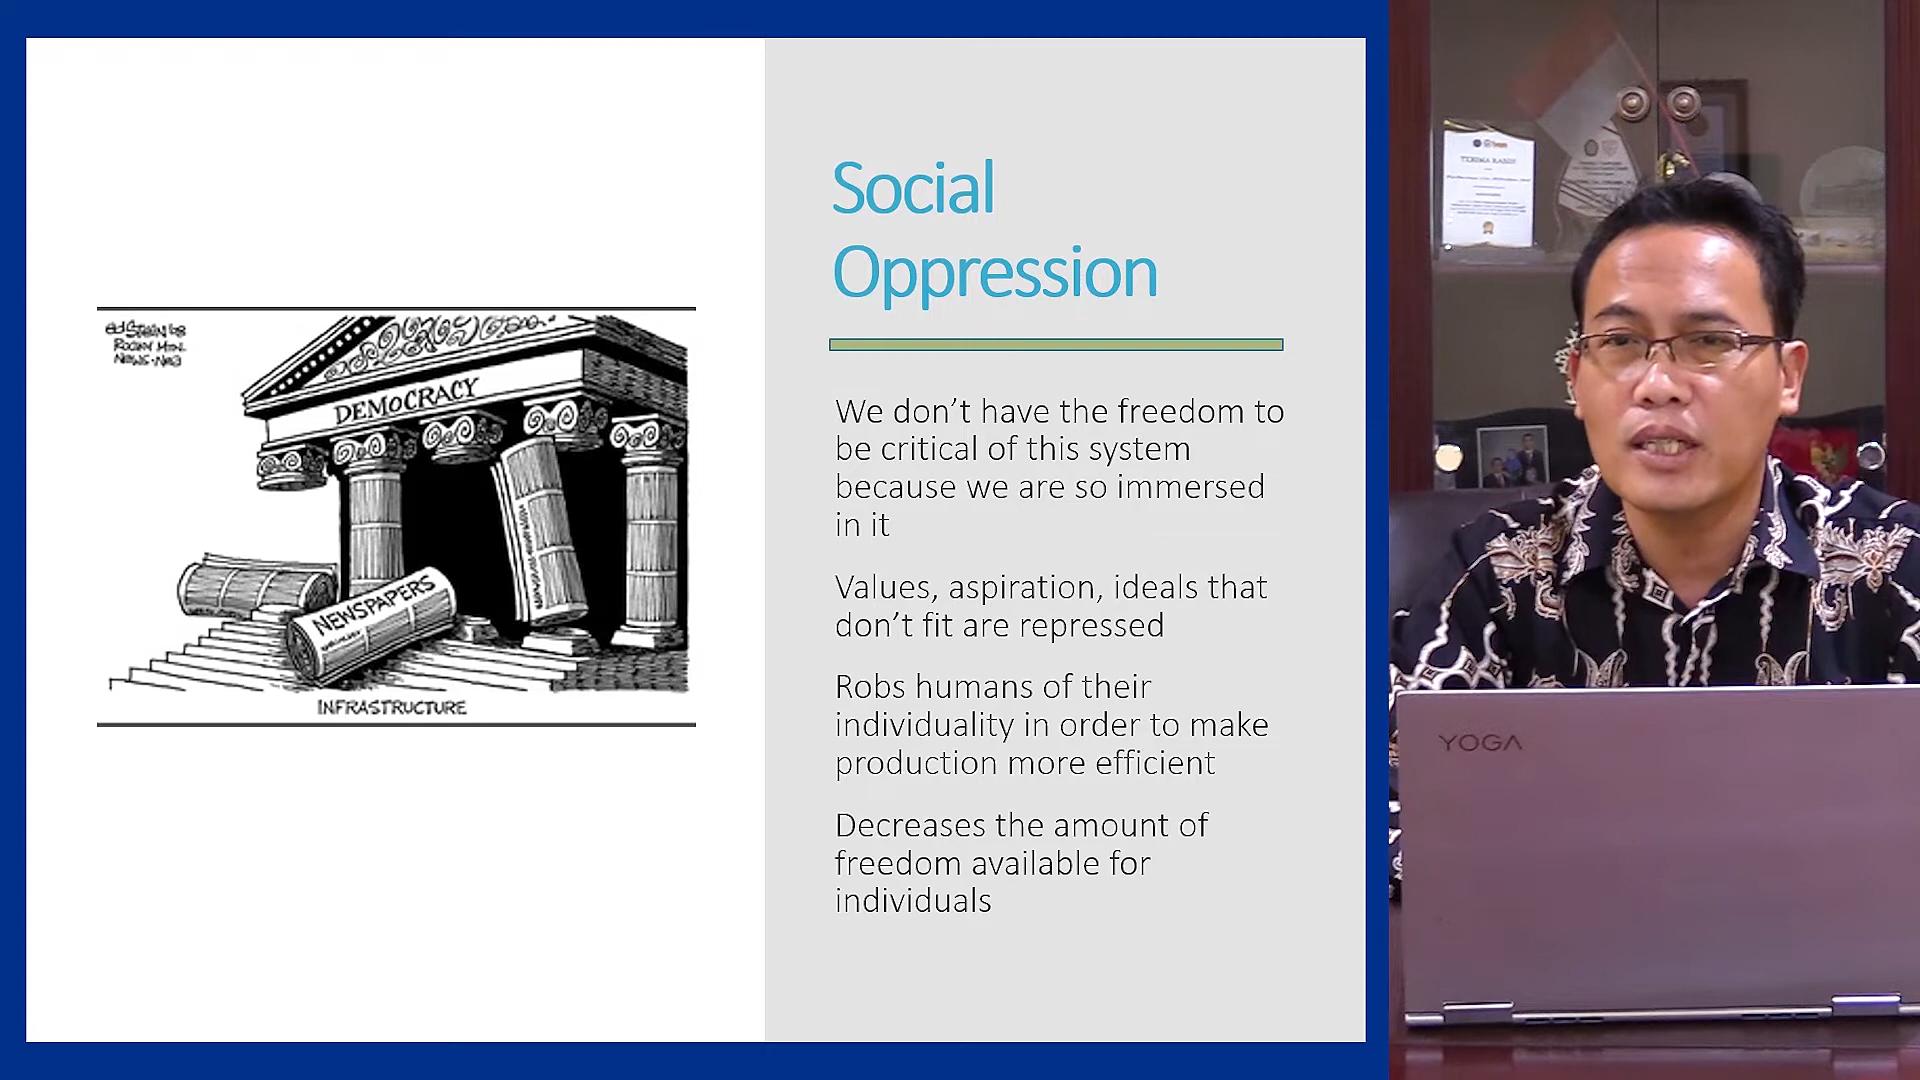 Social
Oppression
We don't have the freedom to
be critical of this system
because we are so immersed
in it
Values, aspiration, ideals that
don't fit are repressed
Robs humans of their
individuality in order to make
production more efficient
Decreases the amount of
freedom available for
individuals
DEMOCRACY
NEWSPAPERS
INFRASTRUCTURE
TERIMA KASIH
YOGA